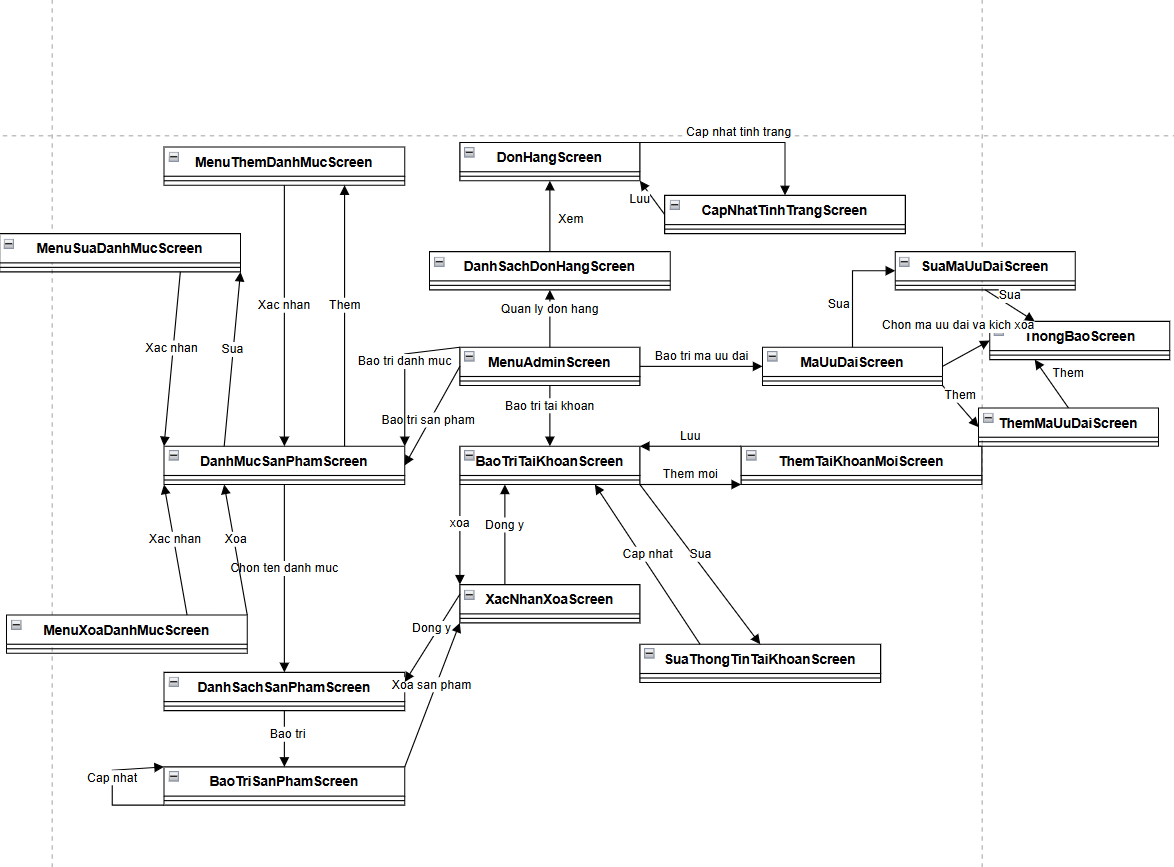 Cap nhat tinh trang
MenuThemDanhMucScreen
DonHangScreen
Luu
CapNhatTinhTrangScreen
Xem
MenuSuaDanhMucScreen
DanhSachDonHangScreen
SuaMaUuDaiScreen
Xac nhan
Them
Quan ly don hang
Sua
Sua
Chon ma uu dai va kich xoa
ThongBaoScreen
Xac nhan
Sua
Bao tri danh muc
MenuAdminScreen
Bao tri ma uu dai
MaUuDaiScreen
Them
Bao tri san pham
Bao tri tai khoan
Them
ThemMaUuDaiScreen
Luu
DanhMucSanPhamScreen
BaoTriTaiKhoanScreen
Them moi
ThemTaiKhoanMoiScreen
Xac nhan
Xoa
xoa
Dong y
Cap nhat
Sua
Chon ten danh muc
XacNhanXoaScreen
MenuXoaDanhMucScreen
Dong y
SuaThongTinTaiKhoanScreen
DanhSachSanPhamScreen
Xoa san pham
Bao tri
Cap nhat
BaoTriSanPhamScreen